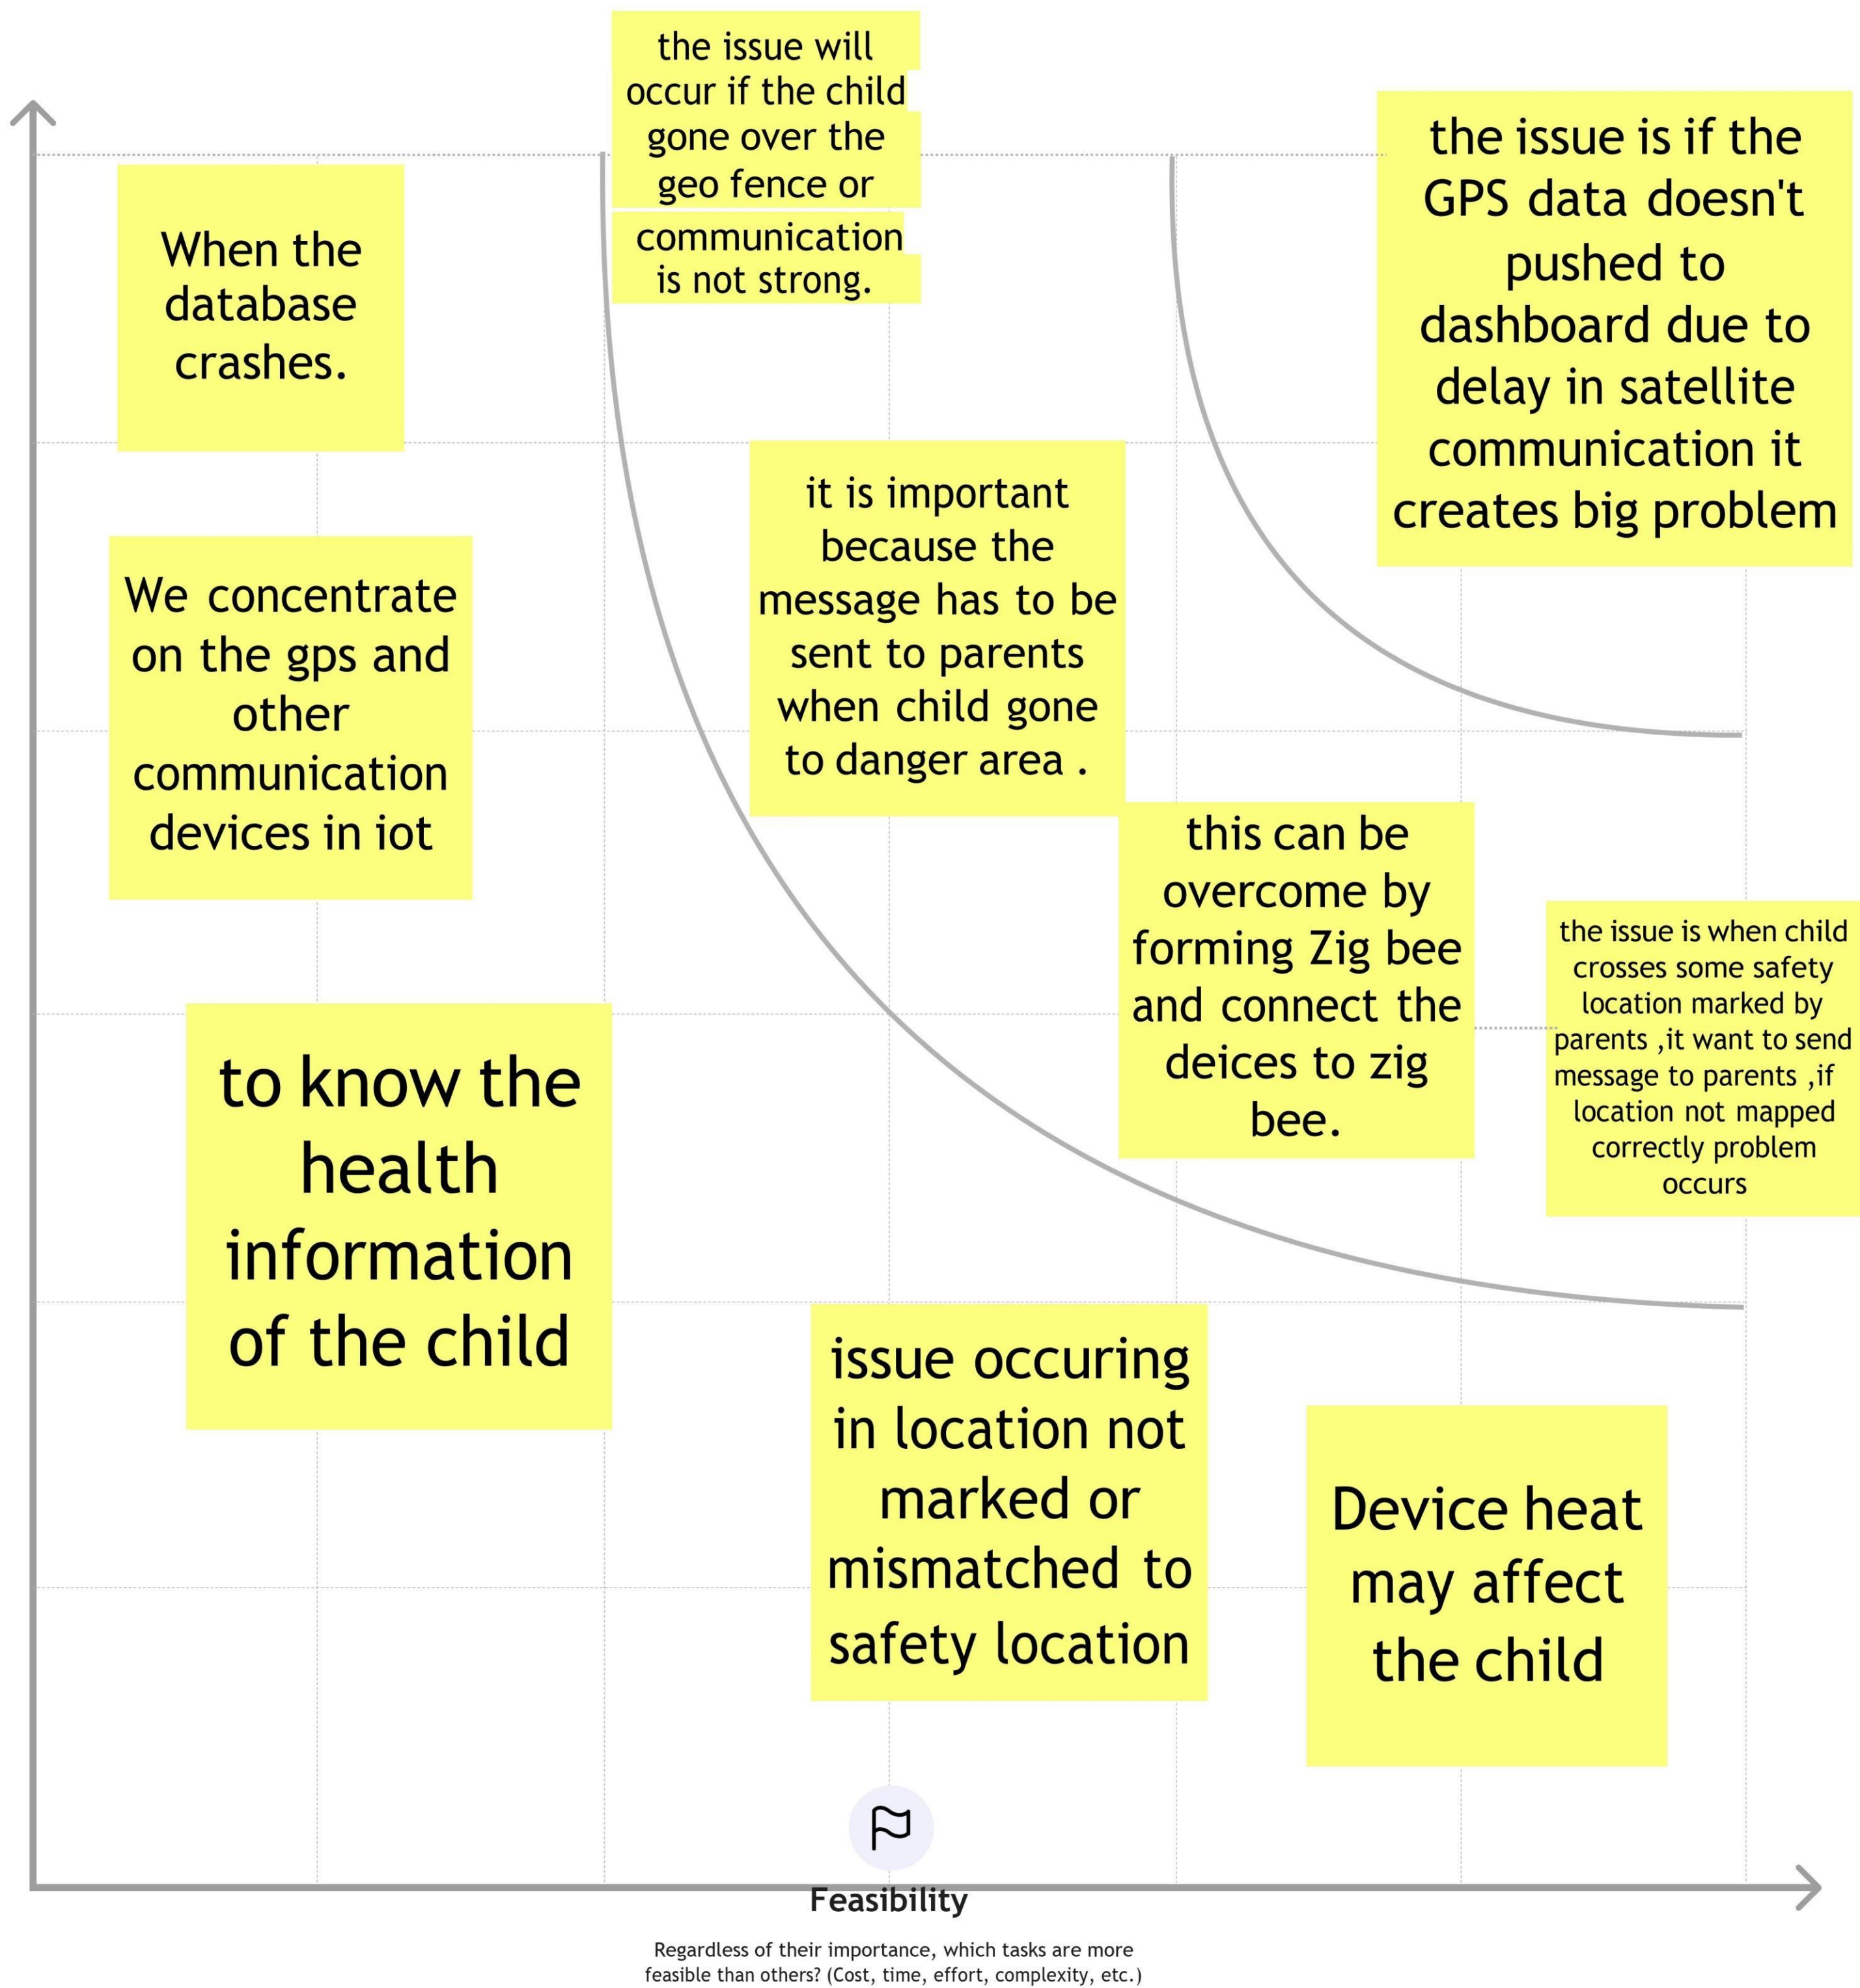 the issue will
occur if the child
gone over the
geo fence or
communication
is not strong.
the issue is if the
GPS data doesn't
pushed to
dashboard due to
delay in satellite
communication it
creates big problem
When the
database
crashes.
it is important
because the
message has to be
sent to parents
when child gone
to danger area .
We concentrate
on the gps and
other
communication
devices in iot
this can be
overcome by
forming Zig bee
and connect the
deices to zig
bee.
the issue is when child
crosses some safety
location marked by
parents ,it want to send
message to parents ,if
location not mapped
correctly problem
occurs
to know the
health
information
of the child
issue occuring
in location not
marked or
mismatched to
safety location
Device heat
may affect
the child
Feasibility
Regardless of their importance, which tasks are more
feasible than others? (Cost, time, effort, complexity, etc.)